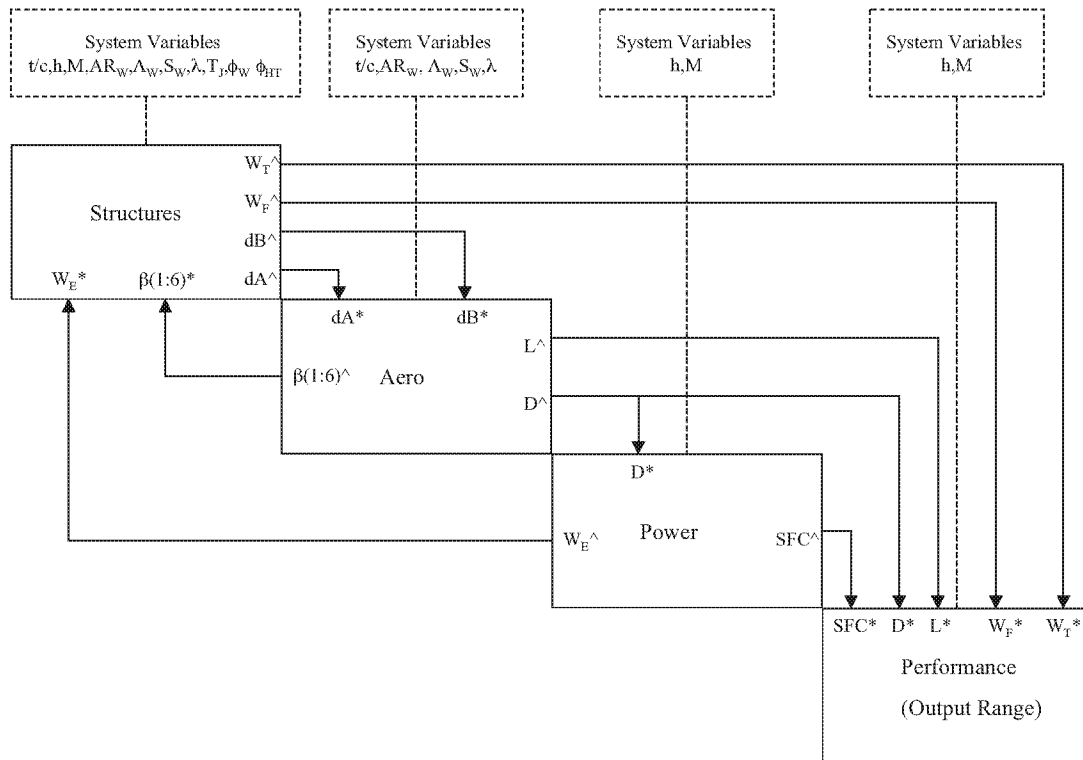 System Variables
t/c,h,M,AR_W,Λ_W,S_W,λ,T_J,ϕ_W ϕ_HT
System Variables
t/c,AR_W, Λ_W,S_W,λ
System Variables
h,M
System Variables
h,M
W_T^
W_F^
Structures
dB^
W_E* β(1:6)* dA^
dA* dB*
L^
β(1:6)^ Aero
D^
D*
W_E^ Power SFC^
SFC* D* L* W_F* W_T*
Performance
(Output Range)